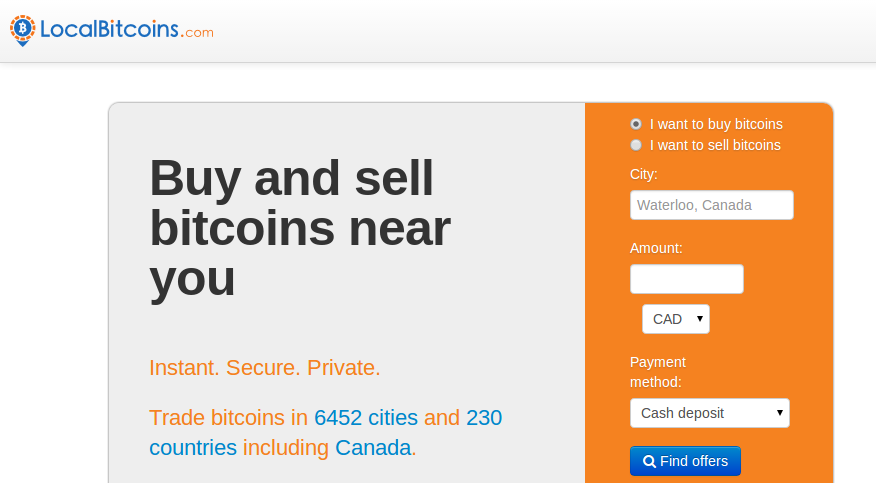 LocalBitcoins.com
Buy and sell
bitcoins near
you
Instant. Secure. Private.
Trade bitcoins in 6452 cities and 230
countries including Canada.
I want to buy bitcoins
I want to sell bitcoins
City:
Waterloo, Canada
Amount:
CAD
Payment
method:
Cash deposit
Find offers